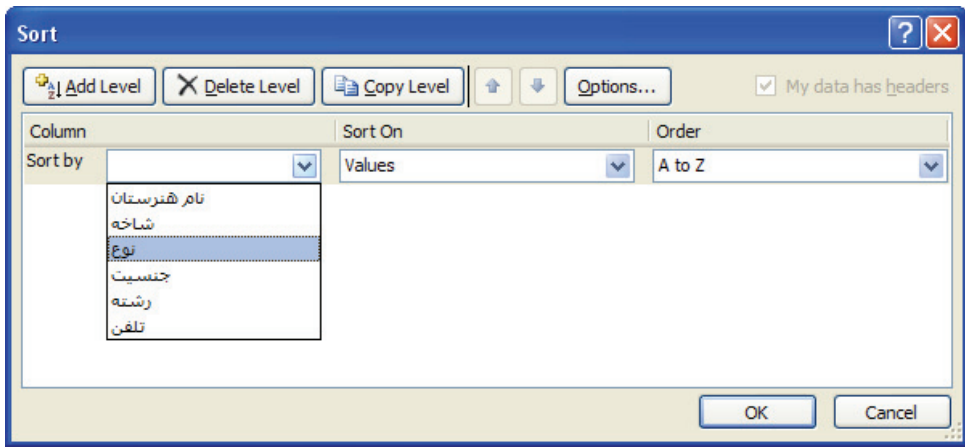 Sort
Add Level Delete Level Copy Level Options... My data has headers
Column Sort On Order
Sort by Values A to Z
نام هنرستان
شاخه
نوع
جنسیت
رشته
تلفن
OK Cancel